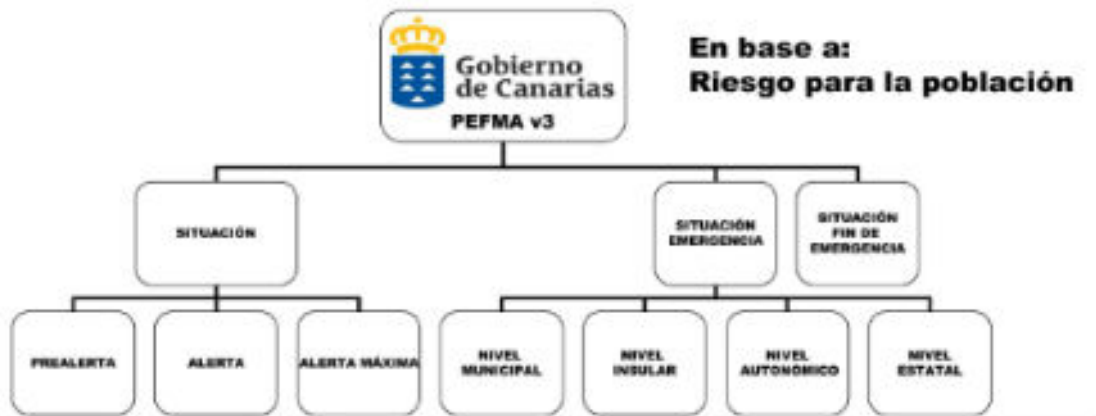 Gobierno
de Canarias
PEFMA v3
En base a:
Riesgo para la población
SITUACIÓN
SITUACIÓN
EMERGENCIA
SITUACIÓN
FIN DE
EMERGENCIA
PREALERTA
ALERTA
ALERTA MÁXIMA
NIVEL
MUNICIPAL
NIVEL
INSULAR
NIVEL
AUTONÓMICO
NIVEL
ESTATAL